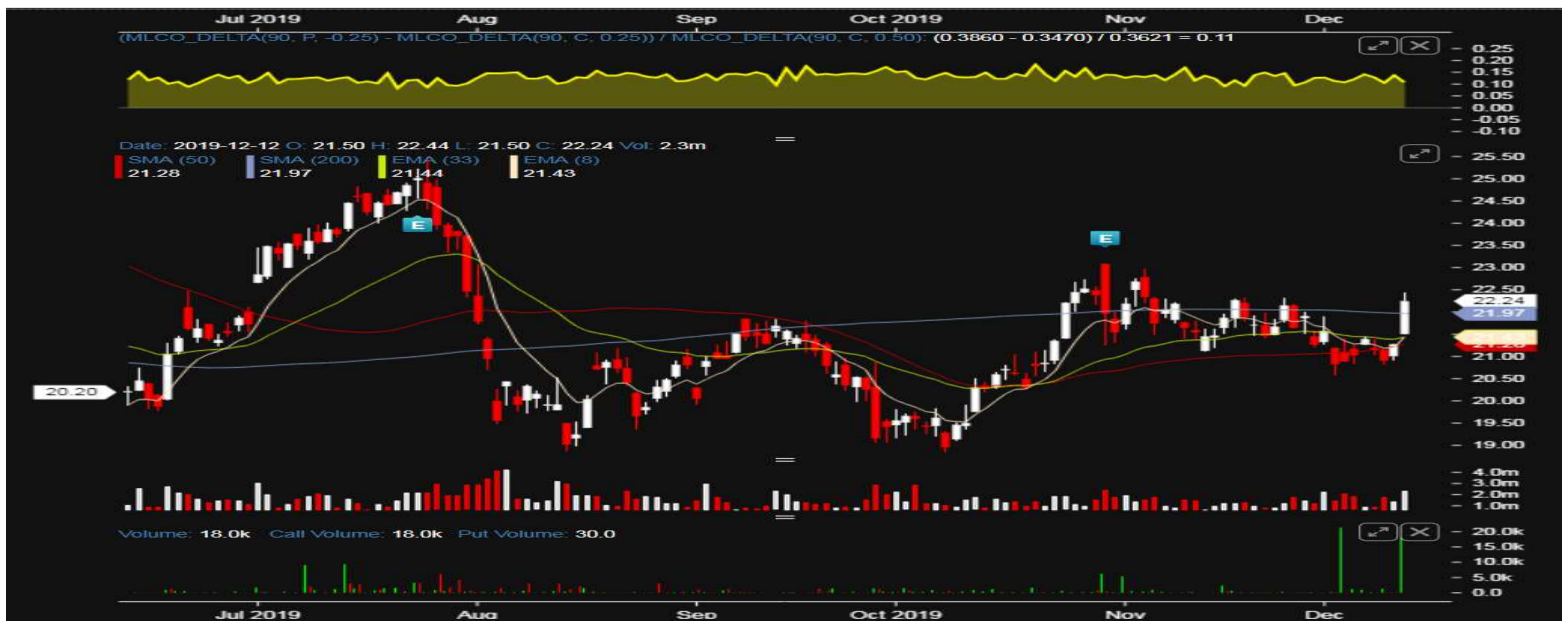 Jul 2019 Aug Sep Oct 2019 Nov Dec
(MLCO_DELTA(90, P, -0.25) - MLCO_DELTA(90, C, 0.25)) / MLCO_DELTA(90, C, 0.50): (0.3860 - 0.3470) / 0.3621 = 0.11
0.25
0.20
0.15
0.10
0.05
0.00
-0.05
-0.10
Date: 2019-12-12 O: 21.50 H: 22.44 L: 21.50 C: 22.24 Vol: 2.3m
SMA (50) SMA (200) EMA (33) EMA (8)
21.28 21.97 21.44 21.43
E
E
25.50
25.00
24.50
24.00
23.50
23.00
22.50
22.24
21.97
21.00
20.50
20.20
20.00
19.50
19.00
4.0m
3.0m
2.0m
1.0m
Volume: 18.0k Call Volume: 18.0k Put Volume: 30.0
20.0k
15.0k
10.0k
5.0k
0.0
Jul 2019 Aug Sep Oct 2019 Nov Dec